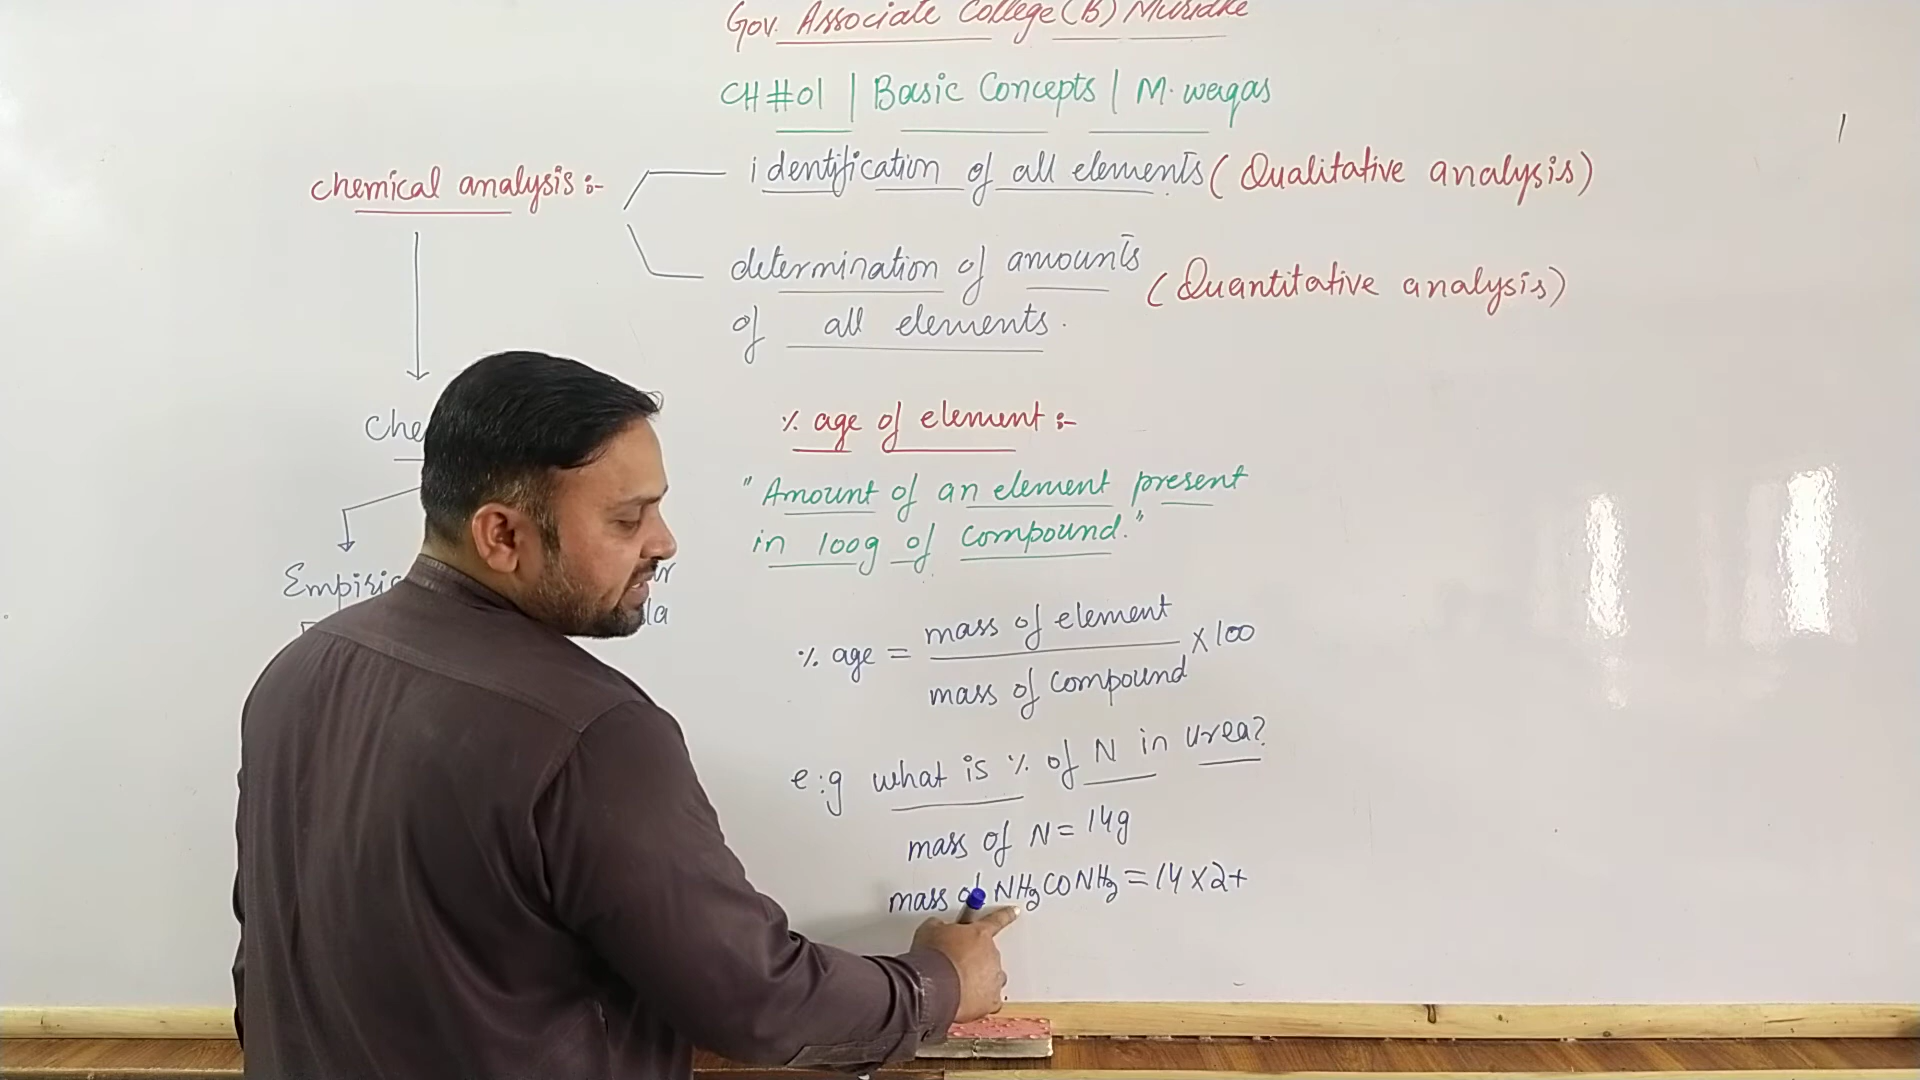 Gov. Associate College (B) Muridke
CH #01 | Basic Concepts | M. waqas
chemical analysis :-
identification of all elements (Qualitative analysis)
determination of amounts
of all elements.
(Quantitative analysis)
% age of element :-
"Amount of an element present
in 100g of compound."
% age = mass of element
mass of compound
X 100
e:g what is % of N in urea?
mass of N = 14g
mass of NH2CONH2 = 14 X 2 +